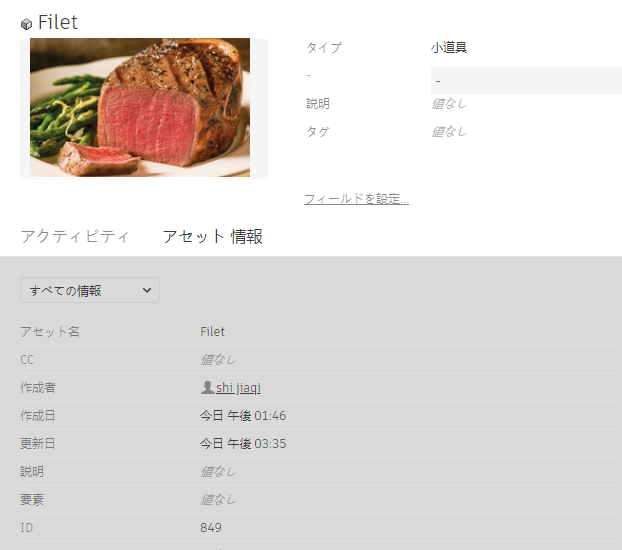 Filet
タイプ 小道具
- -
説明 値なし
タグ 値なし
フィールドを設定...
アクティビティ アセット 情報
すべての情報
アセット名 Filet
CC 値なし
作成者 shi jiaqi
作成日 今日 午後 01:46
更新日 今日 午後 03:35
説明 値なし
要素 値なし
ID 849